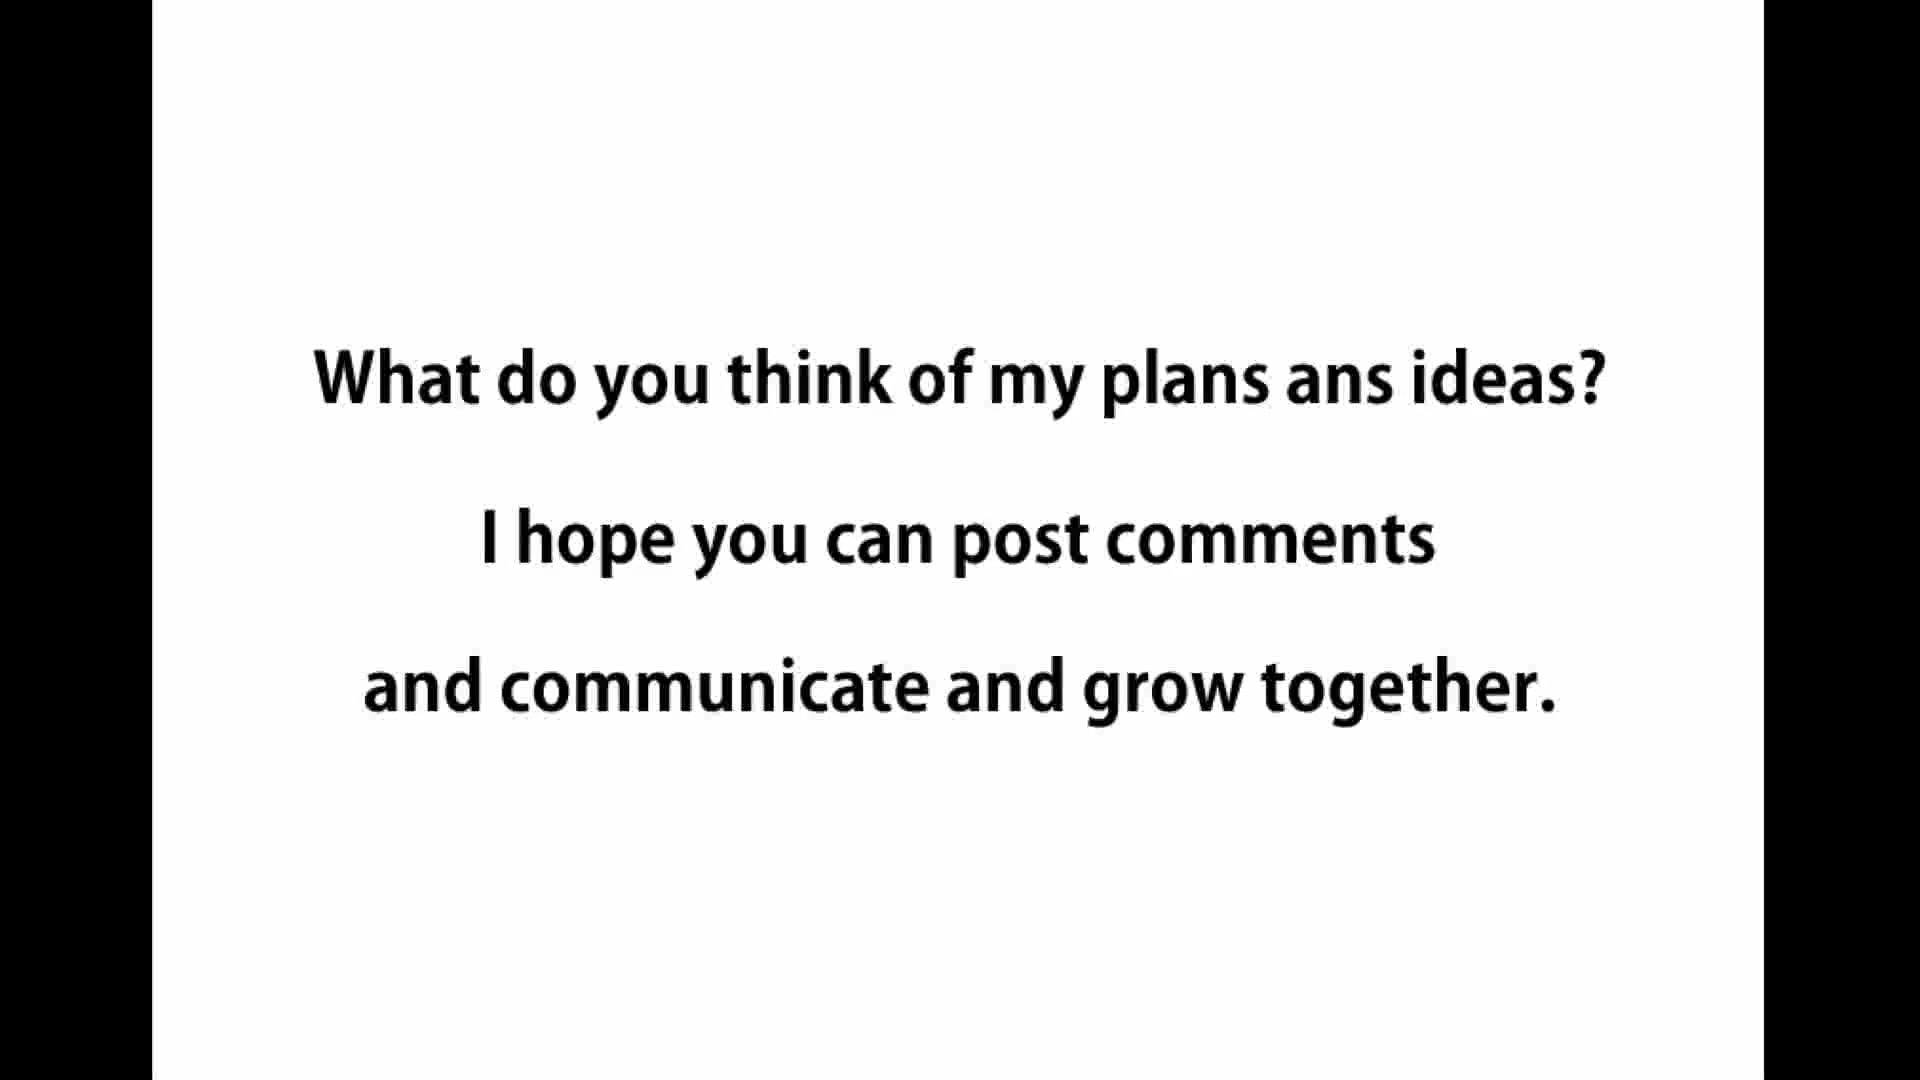 What do you think of my plans ans ideas?
I hope you can post comments
and communicate and grow together.